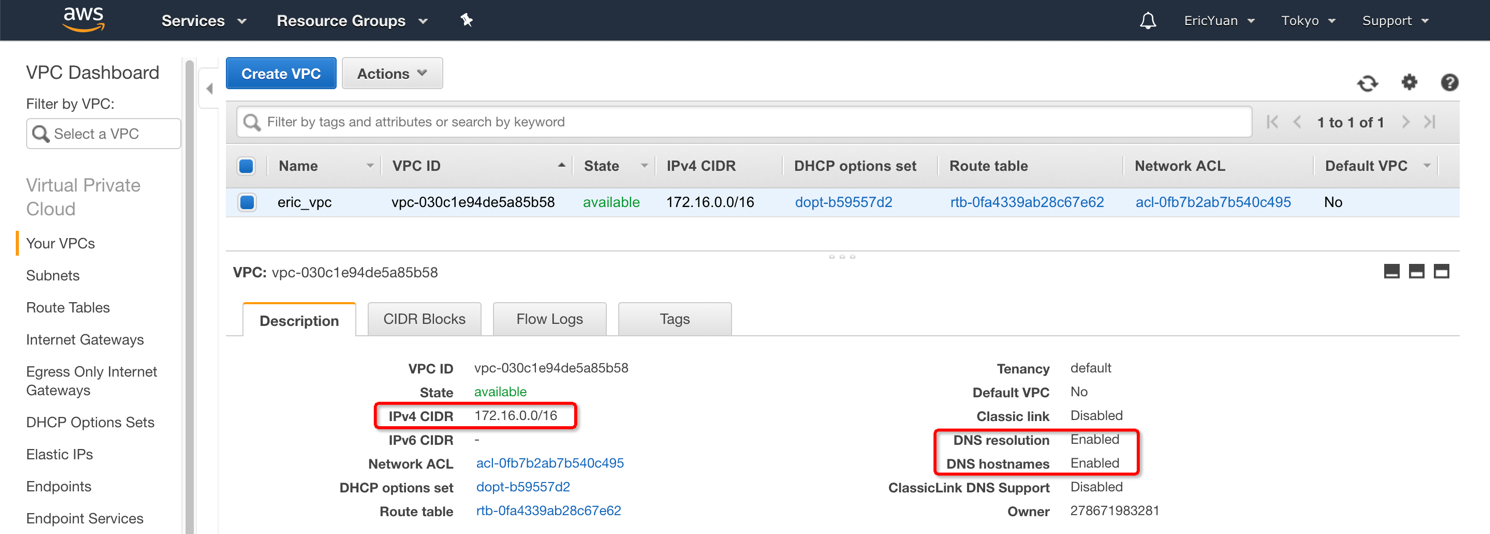 aws Services Resource Groups EricYuan Tokyo Support
VPC Dashboard
Filter by VPC:
Select a VPC
Virtual Private
Cloud
Your VPCs
Subnets
Route Tables
Internet Gateways
Egress Only Internet
Gateways
DHCP Options Sets
Elastic IPs
Endpoints
Endpoint Services
Create VPC Actions
Filter by tags and attributes or search by keyword 1 to 1 of 1
Name VPC ID State IPv4 CIDR DHCP options set Route table Network ACL Default VPC
eric_vpc vpc-030c1e94de5a85b58 available 172.16.0.0/16 dopt-b59557d2 rtb-0fa4339ab28c67e62 acl-0fb7b2ab7b540c495 No
VPC: vpc-030c1e94de5a85b58
Description CIDR Blocks Flow Logs Tags
VPC ID vpc-030c1e94de5a85b58
State available
IPv4 CIDR 172.16.0.0/16
IPv6 CIDR -
Network ACL acl-0fb7b2ab7b540c495
DHCP options set dopt-b59557d2
Route table rtb-0fa4339ab28c67e62
Tenancy default
Default VPC No
Classic link Disabled
DNS resolution Enabled
DNS hostnames Enabled
ClassicLink DNS Support Disabled
Owner 278671983281